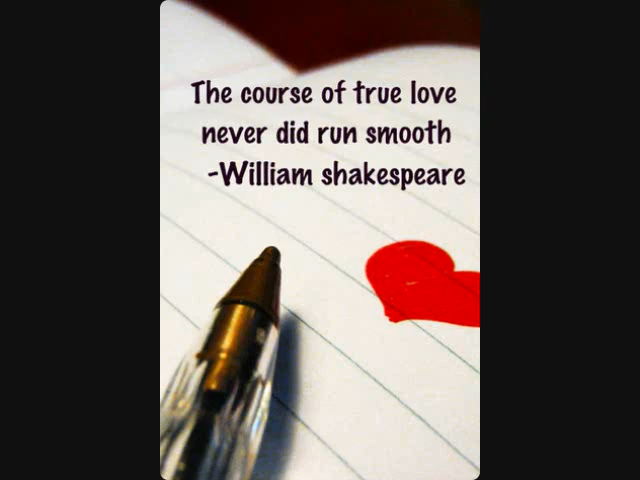 The course of true love
never did run smooth
-William shakespeare